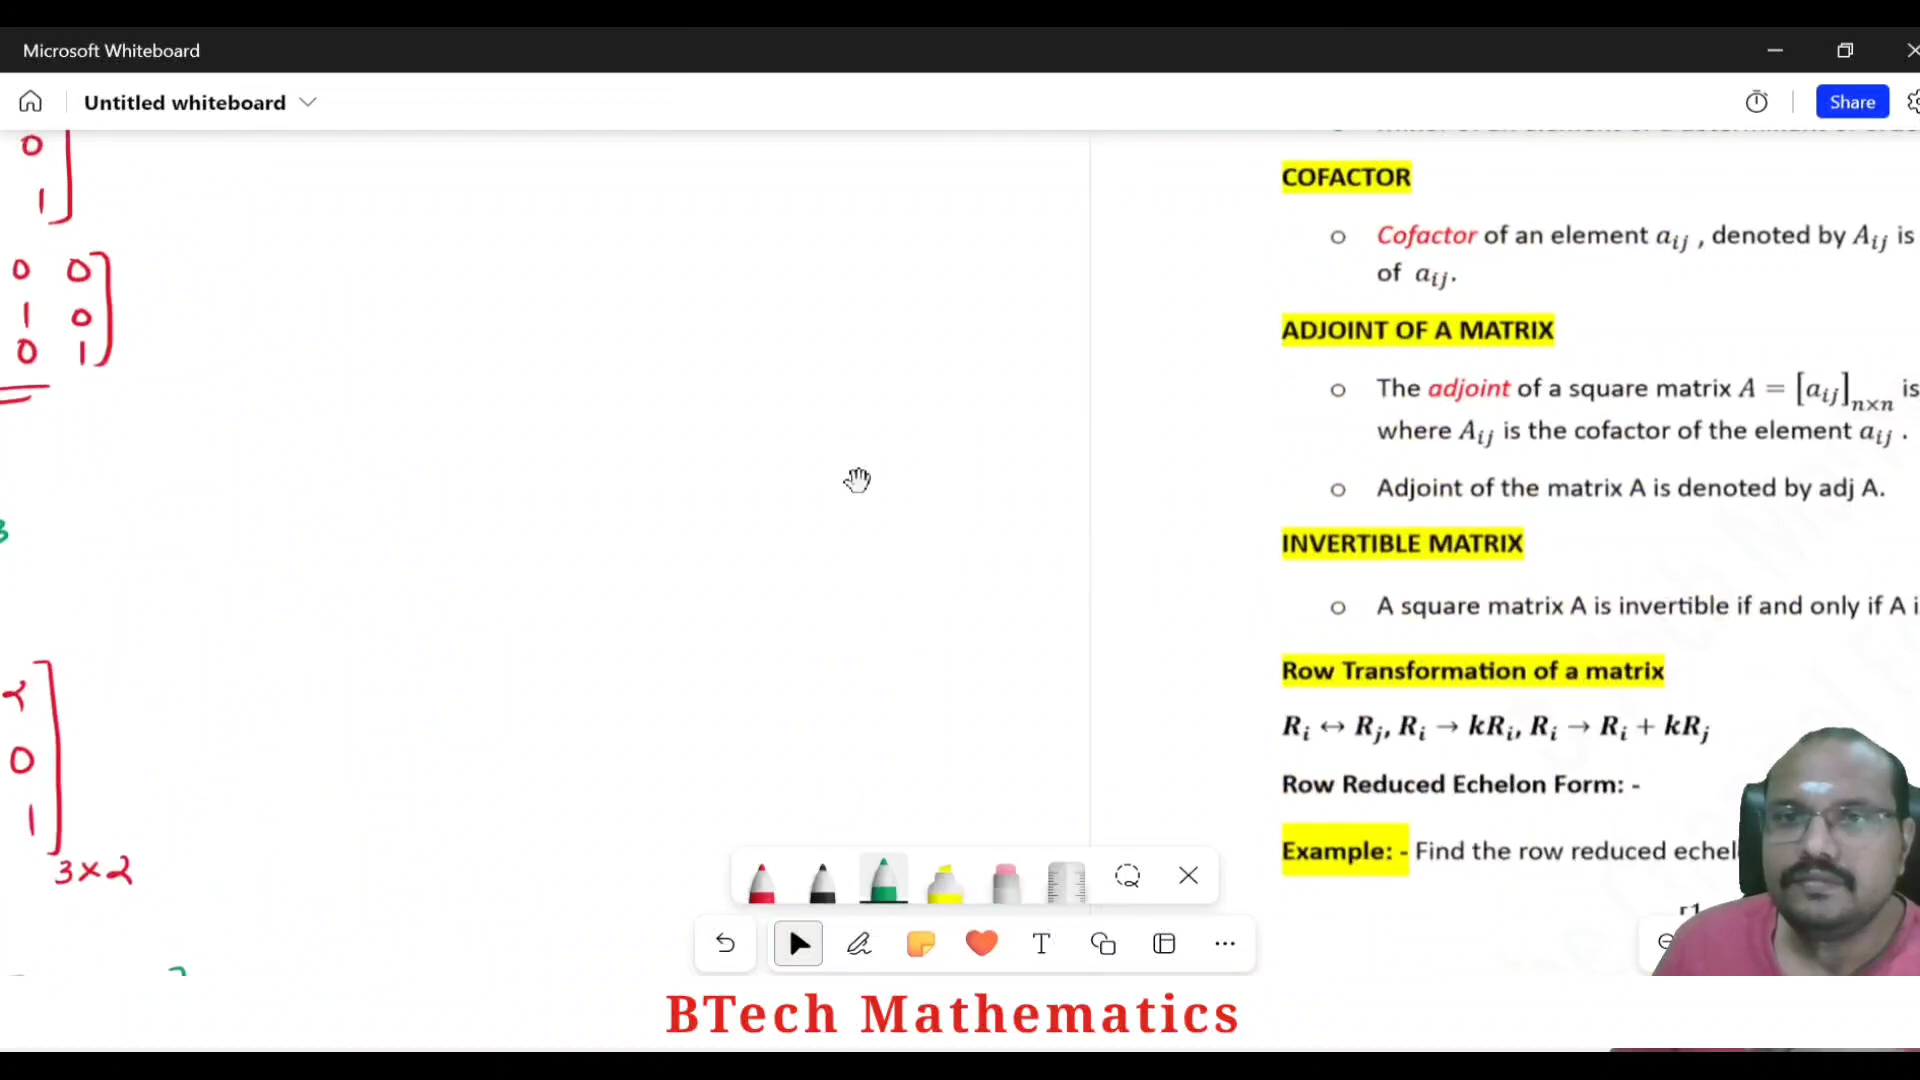 Microsoft Whiteboard
Untitled whiteboard
Share
0
1
0 0
1 0
0 1
3
2
0
1
3×2
COFACTOR
Cofactor of an element aij , denoted by Aij is
of aij.
ADJOINT OF A MATRIX
The adjoint of a square matrix A = [aij]n×n is
where Aij is the cofactor of the element aij .
Adjoint of the matrix A is denoted by adj A.
INVERTIBLE MATRIX
A square matrix A is invertible if and only if A i
Row Transformation of a matrix
Ri ↔ Rj, Ri → kRi, Ri → Ri + kRj
Row Reduced Echelon Form: -
Example: - Find the row reduced echel
BTech Mathematics